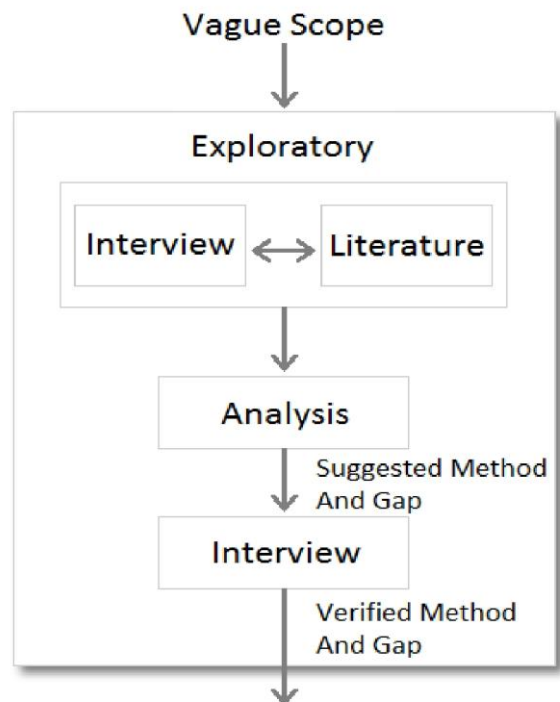 Vague Scope
Exploratory
Interview
Literature
Analysis
Suggested Method
And Gap
Interview
Verified Method
And Gap